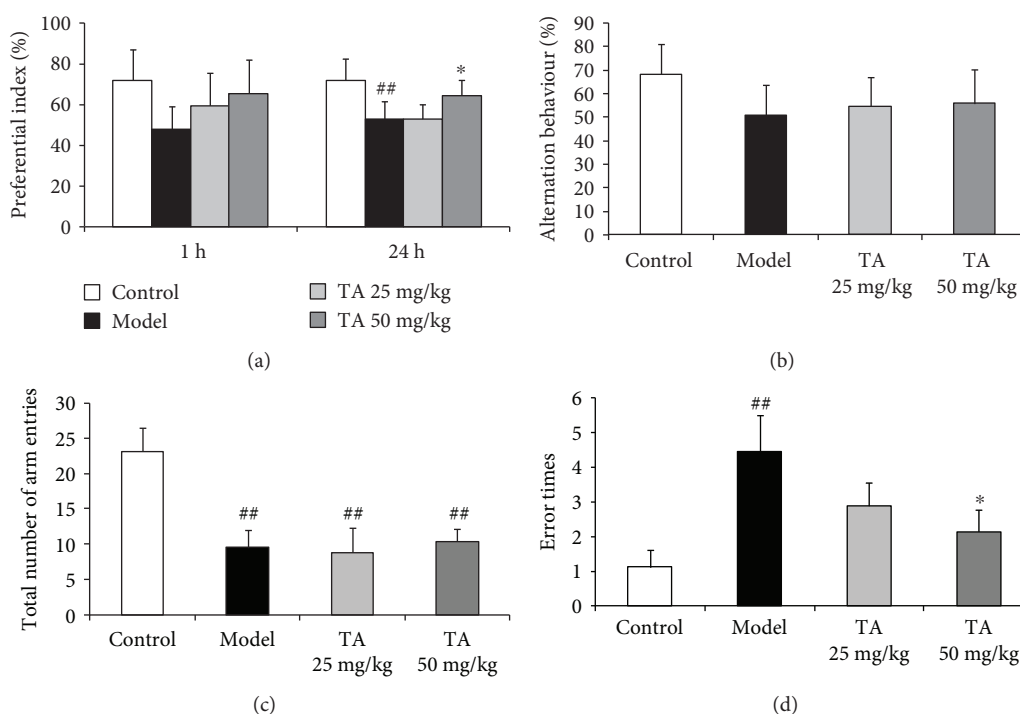 Preferential index (%)
100
80
60
40
20
0
##
*
1 h
24 h
Control
Model
TA 25 mg/kg
TA 50 mg/kg
(a)
Alternation behaviour (%)
90
80
70
60
50
40
30
20
10
0
Control
Model
TA
25 mg/kg
TA
50 mg/kg
(b)
Total number of arm entries
30
25
20
15
10
5
0
##
##
##
Control
Model
TA
25 mg/kg
TA
50 mg/kg
(c)
Error times
6
5
4
3
2
1
0
##
*
Control
Model
TA
25 mg/kg
TA
50 mg/kg
(d)